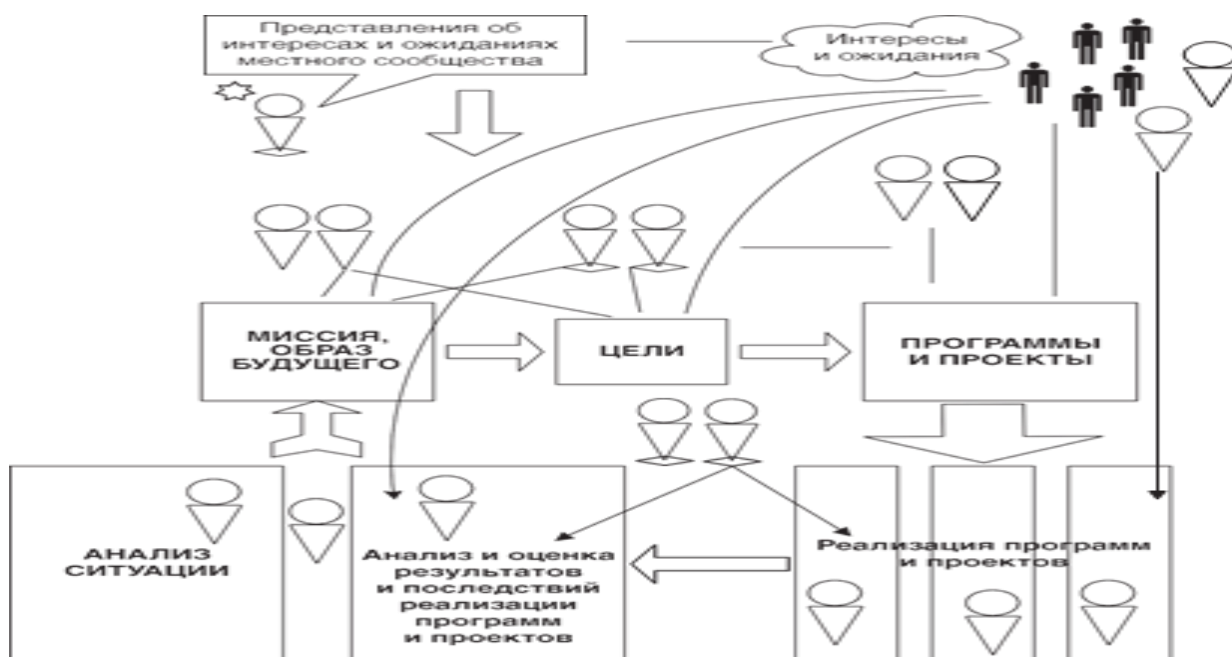 Представления об
интересах и ожиданиях
местного сообщества
Интересы
и ожидания
МИССИЯ,
ОБРАЗ
БУДУЩЕГО
ЦЕЛИ
ПРОГРАММЫ
И ПРОЕКТЫ
АНАЛИЗ
СИТУАЦИИ
Анализ и оценка
результатов
и последствий
реализации
программ
и проектов
Реализация программ
и проектов